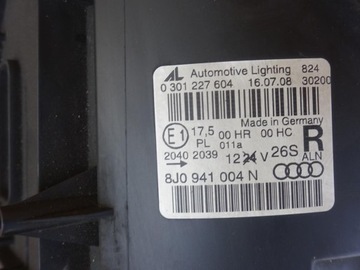 AL Automotive Lighting 824
0 301 227 604 16.07.08 30200
Made in Germany
E1 17,5 00 HR 00 HC R
PL 011a
2040 2039 12 24 V 26S ALN
8J0 941 004 N